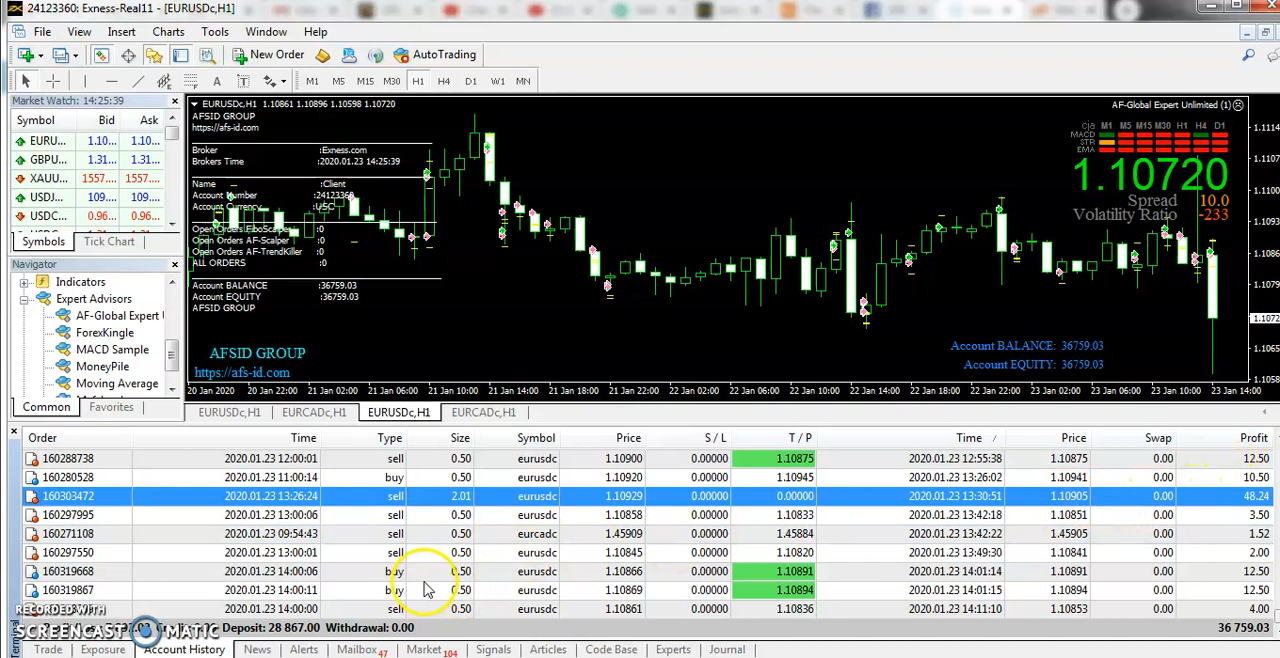 24123360: Exness-Real11 - [EURUSDc,H1]
File View Insert Charts Tools Window Help
New Order AutoTrading
M1 M5 M15 M30 H1 H4 D1 W1 MN
Market Watch: 14:25:39
Symbol Bid Ask
EURU... 1.10... 1.10...
GBPU... 1.31... 1.31...
XAUU... 1557.... 1557....
USDJ... 109.... 109....
USDC... 0.96... 0.96...
Symbols Tick Chart
Navigator
Indicators
Expert Advisors
AF-Global Expert
ForexKingle
MACD Sample
MoneyPile
Moving Average
Common Favorites
EURUSDc,H1 1.10861 1.10896 1.10598 1.10720
AFSID GROUP
https://afs-id.com
Broker :Exness.com
Brokers Time :2020.01.23 14:25:39
Name :Client
Account Number :24123360
Account Currency :USC
Open Orders FiboScalper :0
Open Orders AF-Scalper :0
Open Orders AF-TrendKiller :0
ALL ORDERS :0
Account BALANCE :36759.03
Account EQUITY :36759.03
AFSID GROUP
AFSID GROUP
https://afs-id.com
AF-Global Expert Unlimited (1)
M1 M5 M15 M30 H1 H4 D1
MACD
STR
EMA
1.10720
Spread 10.0
Volatility Ratio -233
Account BALANCE: 36759.03
Account EQUITY: 36759.03
1.1114
1.1107
1.1100
1.1093
1.1086
1.1079
1.1072
1.1065
1.1058
20 Jan 2020 20 Jan 22:00 21 Jan 02:00 21 Jan 06:00 21 Jan 10:00 21 Jan 14:00 21 Jan 18:00 21 Jan 22:00 22 Jan 02:00 22 Jan 06:00 22 Jan 10:00 22 Jan 14:00 22 Jan 18:00 22 Jan 22:00 23 Jan 02:00 23 Jan 06:00 23 Jan 10:00 23 Jan 14:00
EURUSDc,H1 EURCADc,H1 EURUSDc,H1 EURCADc,H1
Order Time Type Size Symbol Price S / L T / P Time Price Swap Profit
160288738 2020.01.23 12:00:01 sell 0.50 eurusdc 1.10900 0.00000 1.10875 2020.01.23 12:55:38 1.10875 0.00 12.50
160280528 2020.01.23 11:00:14 buy 0.50 eurusdc 1.10920 0.00000 1.10945 2020.01.23 13:26:02 1.10941 0.00 10.50
160303472 2020.01.23 13:26:24 sell 2.01 eurusdc 1.10929 0.00000 0.00000 2020.01.23 13:30:51 1.10905 0.00 48.24
160297995 2020.01.23 13:00:06 sell 0.50 eurusdc 1.10858 0.00000 1.10833 2020.01.23 13:42:18 1.10851 0.00 3.50
160271108 2020.01.23 09:54:43 sell 0.50 eurcadc 1.45909 0.00000 1.45884 2020.01.23 13:42:22 1.45905 0.00 1.52
160297550 2020.01.23 13:00:01 sell 0.50 eurusdc 1.10845 0.00000 1.10820 2020.01.23 13:49:30 1.10841 0.00 2.00
160319668 2020.01.23 14:00:06 buy 0.50 eurusdc 1.10866 0.00000 1.10891 2020.01.23 14:01:14 1.10891 0.00 12.50
160319867 2020.01.23 14:00:11 buy 0.50 eurusdc 1.10869 0.00000 1.10894 2020.01.23 14:01:15 1.10894 0.00 12.50
2020.01.23 14:00:00 sell 0.50 eurusdc 1.10861 0.00000 1.10836 2020.01.23 14:11:10 1.10853 0.00 4.00
Deposit: 28 867.00 Withdrawal: 0.00 36 759.03
RECORDED WITH
SCREENCAST MATIC
Terminal
Trade Exposure Account History News Alerts Mailbox 47 Market 104 Signals Articles Code Base Experts Journal